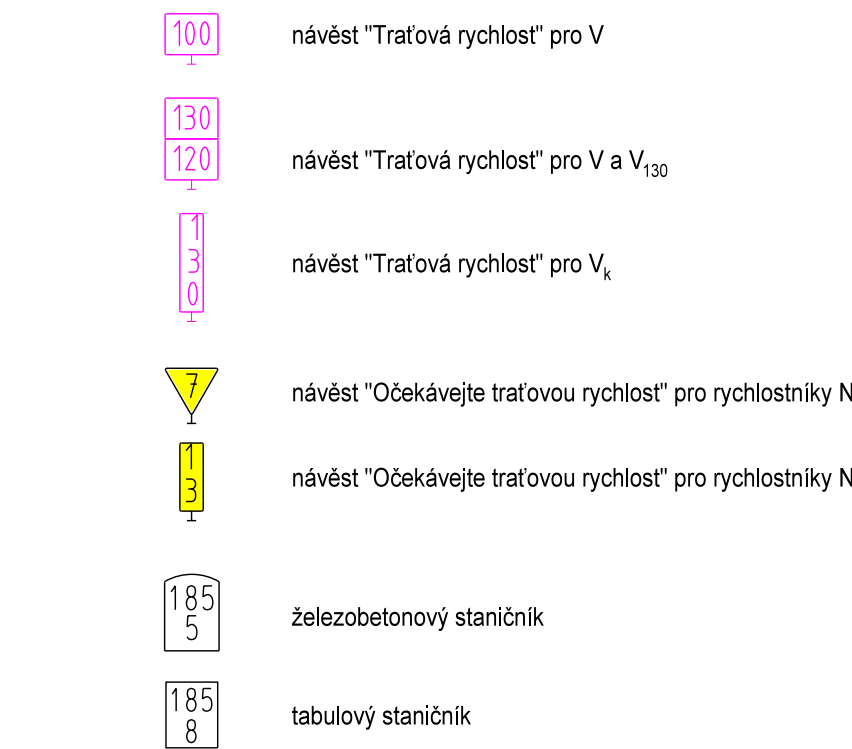 100 návěst "Traťová rychlost" pro V
130
120 návěst "Traťová rychlost" pro V a V130
1
3
0 návěst "Traťová rychlost" pro Vk
7 návěst "Očekávejte traťovou rychlost" pro rychlostníky N
1
3 návěst "Očekávejte traťovou rychlost" pro rychlostníky N
185
5 železobetonový staničník
185
8 tabulový staničník